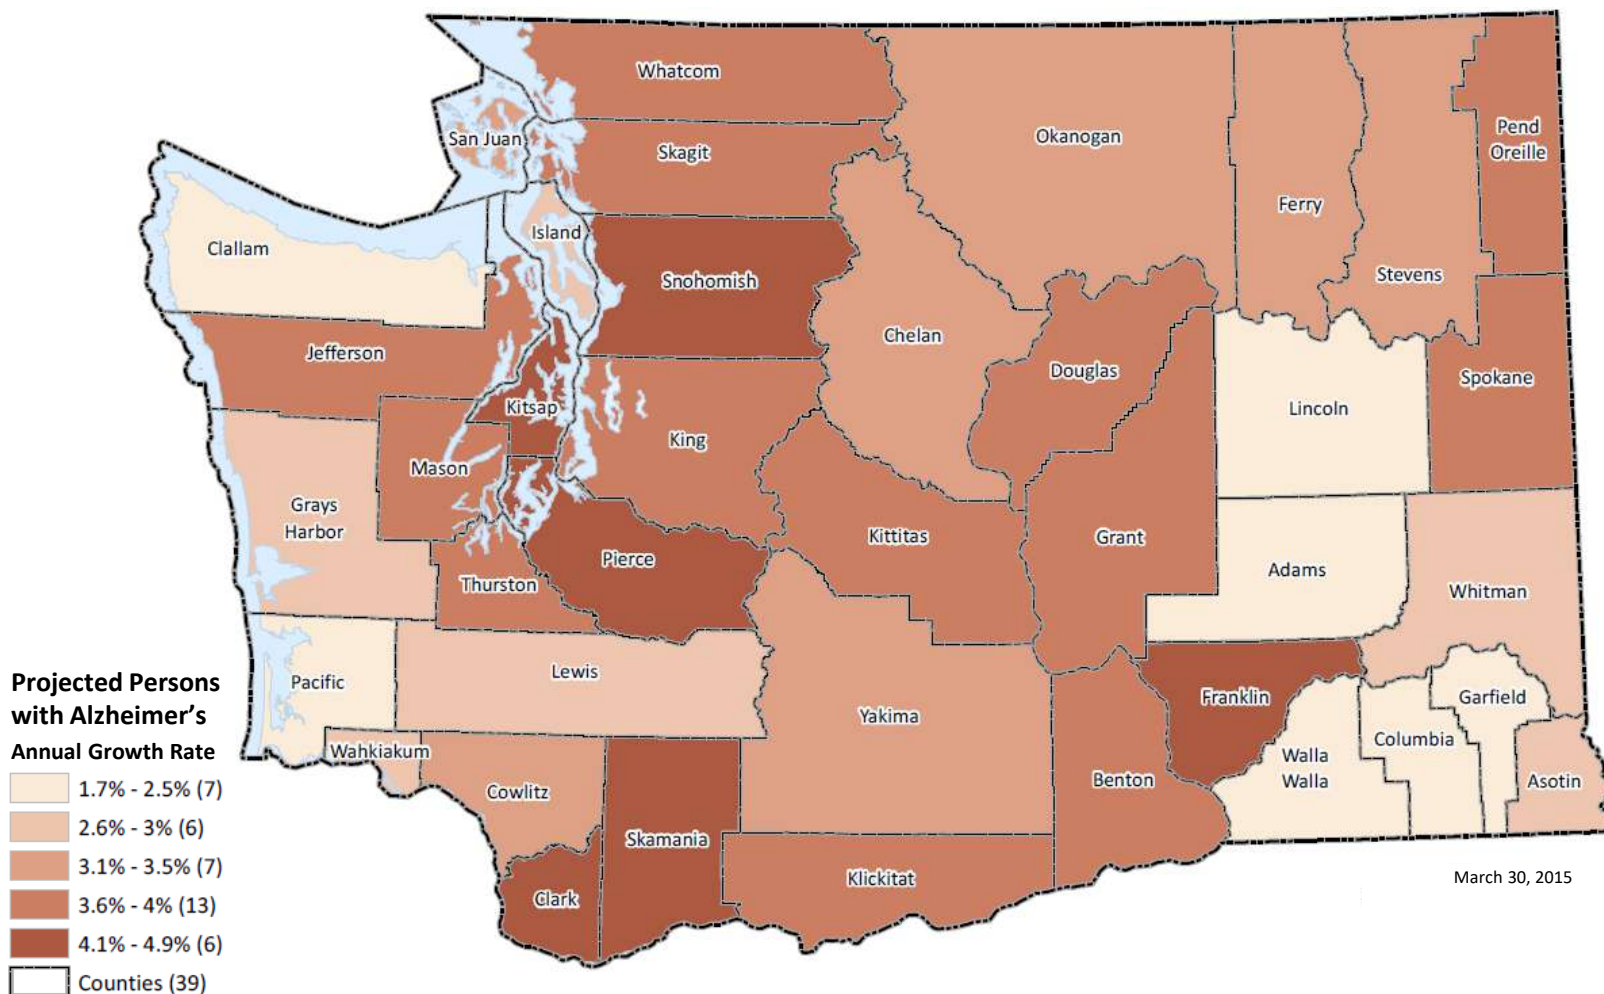 Whatcom
San Juan
Skagit
Okanogan
Pend
Oreille
Ferry
Island
Clallam
Stevens
Snohomish
Chelan
Jefferson
Douglas
Spokane
Kitsap
Lincoln
King
Mason
Grays
Harbor
Kittitas
Grant
Pierce
Adams
Thurston
Whitman
Lewis
Pacific
Franklin
Garfield
Yakima
Columbia
Wahkiakum
Walla
Walla
Benton
Asotin
Cowlitz
Skamania
Klickitat
Clark
Projected Persons
with Alzheimer's
Annual Growth Rate
1.7% - 2.5% (7)
2.6% - 3% (6)
3.1% - 3.5% (7)
3.6% - 4% (13)
4.1% - 4.9% (6)
Counties (39)
March 30, 2015